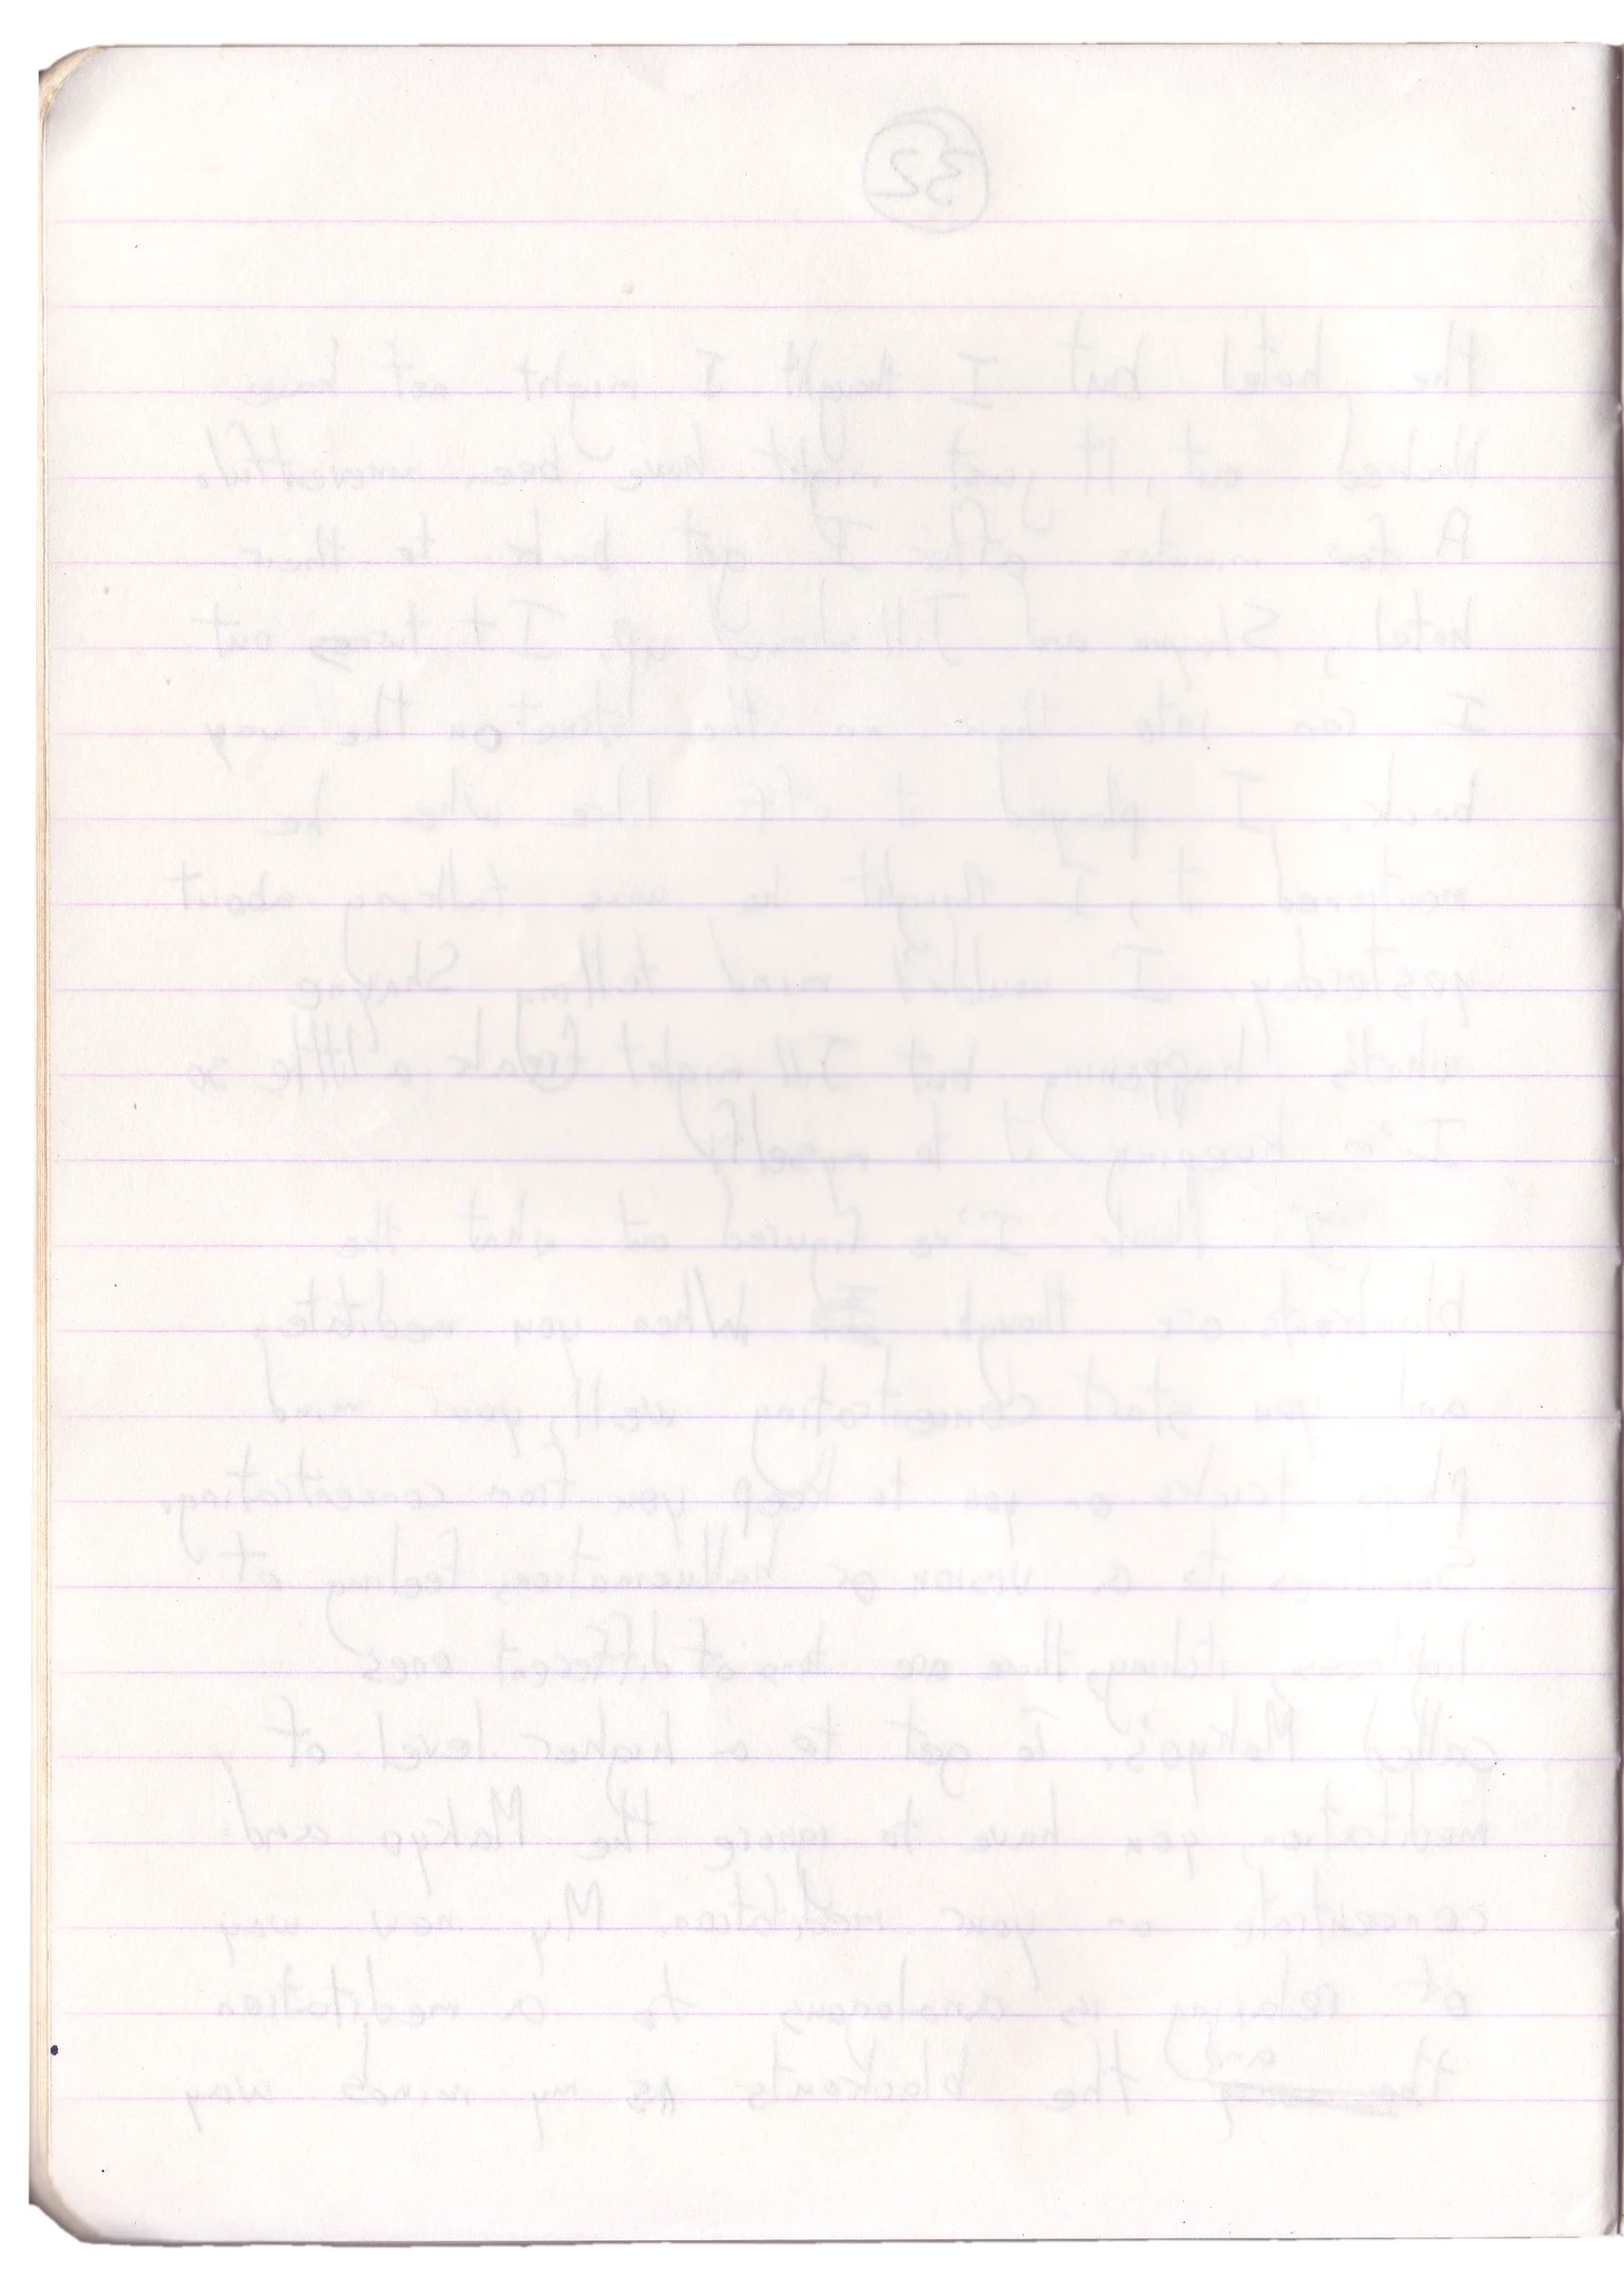 32
the hotel but I thought I might not have
blacked out, it just might have been uneventful.
A few minutes after I got back to their
hotel, Shayne and Jill showed up. It turns out
I ran into them on the street on the way
back. I played it off like when he
mentioned it, I thought he was talking about
yesterday. I wouldn't mind telling Shayne
what's happening but Jill might freak a little so
I'm keeping it to myself.
I think I've figured out what the
blackouts are though. When you meditate,
and you start concentrating well, your mind
plays tricks on you to keep you from concentrating.
Sometimes its a vision or hallucination, feeling of
itching, there are tons of different ones
called Makyo's. To get to a higher level of
meditation, you have to ignore the Makyo and
concentrate on your meditation. My new way
of relaxing is analogous to a meditation
and the blackouts as my minds way